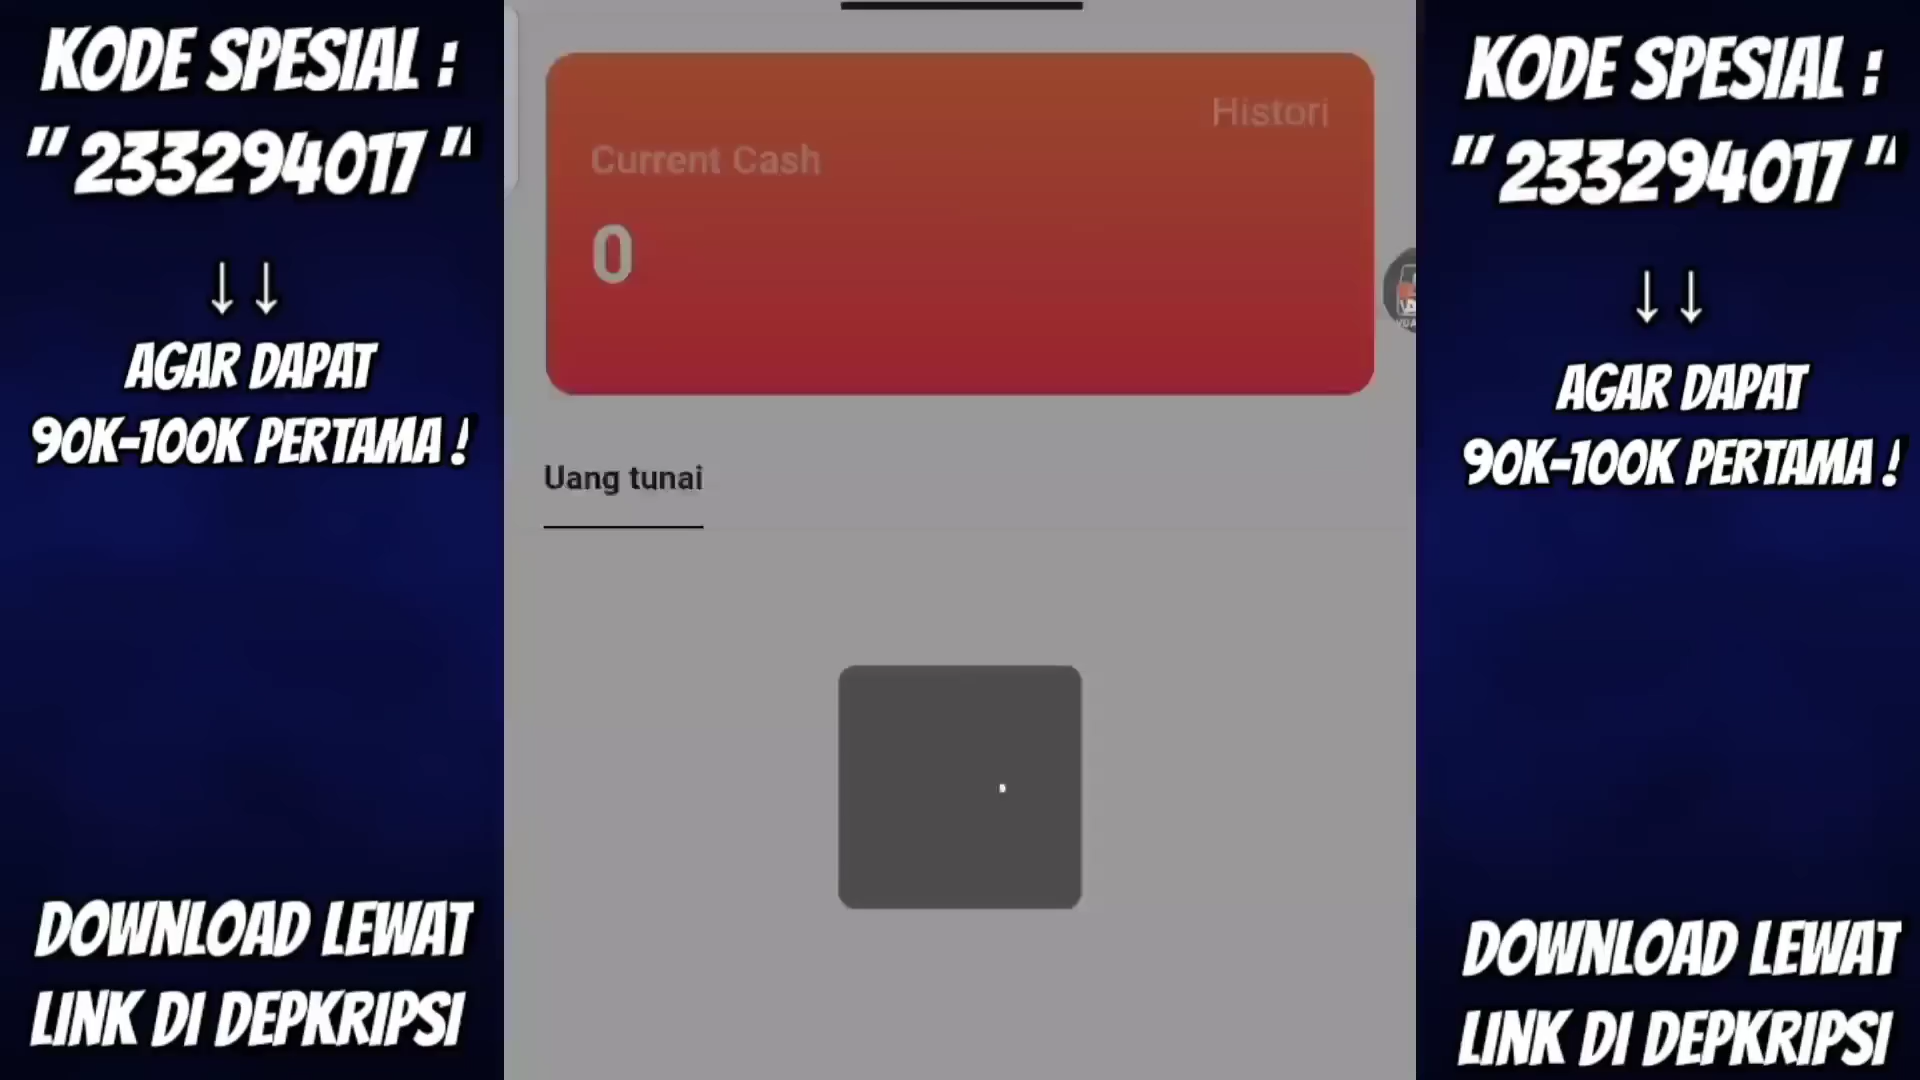 KODE SPESIAL :
" 233294017 "
↓↓
AGAR DAPAT
90K-100K PERTAMA !
DOWNLOAD LEWAT
LINK DI DEPKRIPSI
Histori
Current Cash
0
Uang tunai
KODE SPESIAL :
" 233294017 "
↓↓
AGAR DAPAT
90K-100K PERTAMA !
DOWNLOAD LEWAT
LINK DI DEPKRIPSI